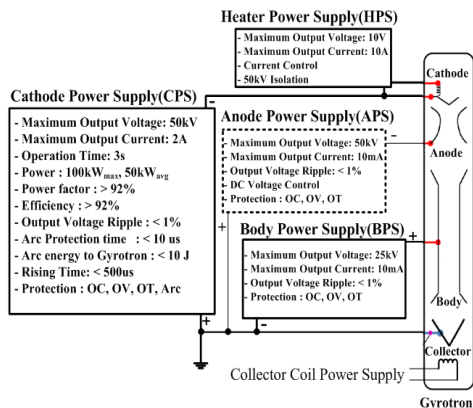 Heater Power Supply(HPS)
- Maximum Output Voltage: 10V
- Maximum Output Current: 10A
- Current Control
- 50kV Isolation
Cathode
Cathode Power Supply(CPS)
-
- Maximum Output Voltage: 50kV
- Maximum Output Current: 2A
- Operation Time: 3s
- Power : 100kWmax, 50kWavg
- Power factor : > 92%
- Efficiency : > 92%
- Output Voltage Ripple : < 1%
- Arc Protection time : < 10 us
- Arc energy to Gyrotron : < 10 J
- Rising Time: < 500us
- Protection : OC, OV, OT, Arc
+
Anode Power Supply(APS)
-
- Maximum Output Voltage: 50kV
- Maximum Output Current: 10mA
- Output Voltage Ripple : < 1%
- DC Voltage Control
- Protection : OC, OV, OT
+
Anode
Body Power Supply(BPS)
+
- Maximum Output Voltage: 25kV
- Maximum Output Current: 10mA
- Output Voltage Ripple : < 1%
- Protection : OC, OV, OT
-
Body
Collector
Collector Coil Power Supply
Gyrotron